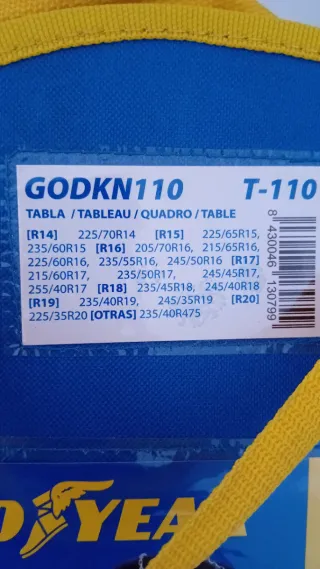 GODKN110 T-110
TABLA / TABLEAU / QUADRO / TABLE
[R14] 225/70R14 [R15] 225/65R15,
235/60R15 [R16] 205/70R16, 215/65R16,
225/60R16, 235/55R16, 245/50R16 [R17]
215/60R17, 235/50R17, 245/45R17,
255/40R17 [R18] 235/45R18, 245/40R18
[R19] 235/40R19, 245/35R19 [R20]
225/35R20 [OTRAS] 235/40R475
8 430046 130799
D YEA